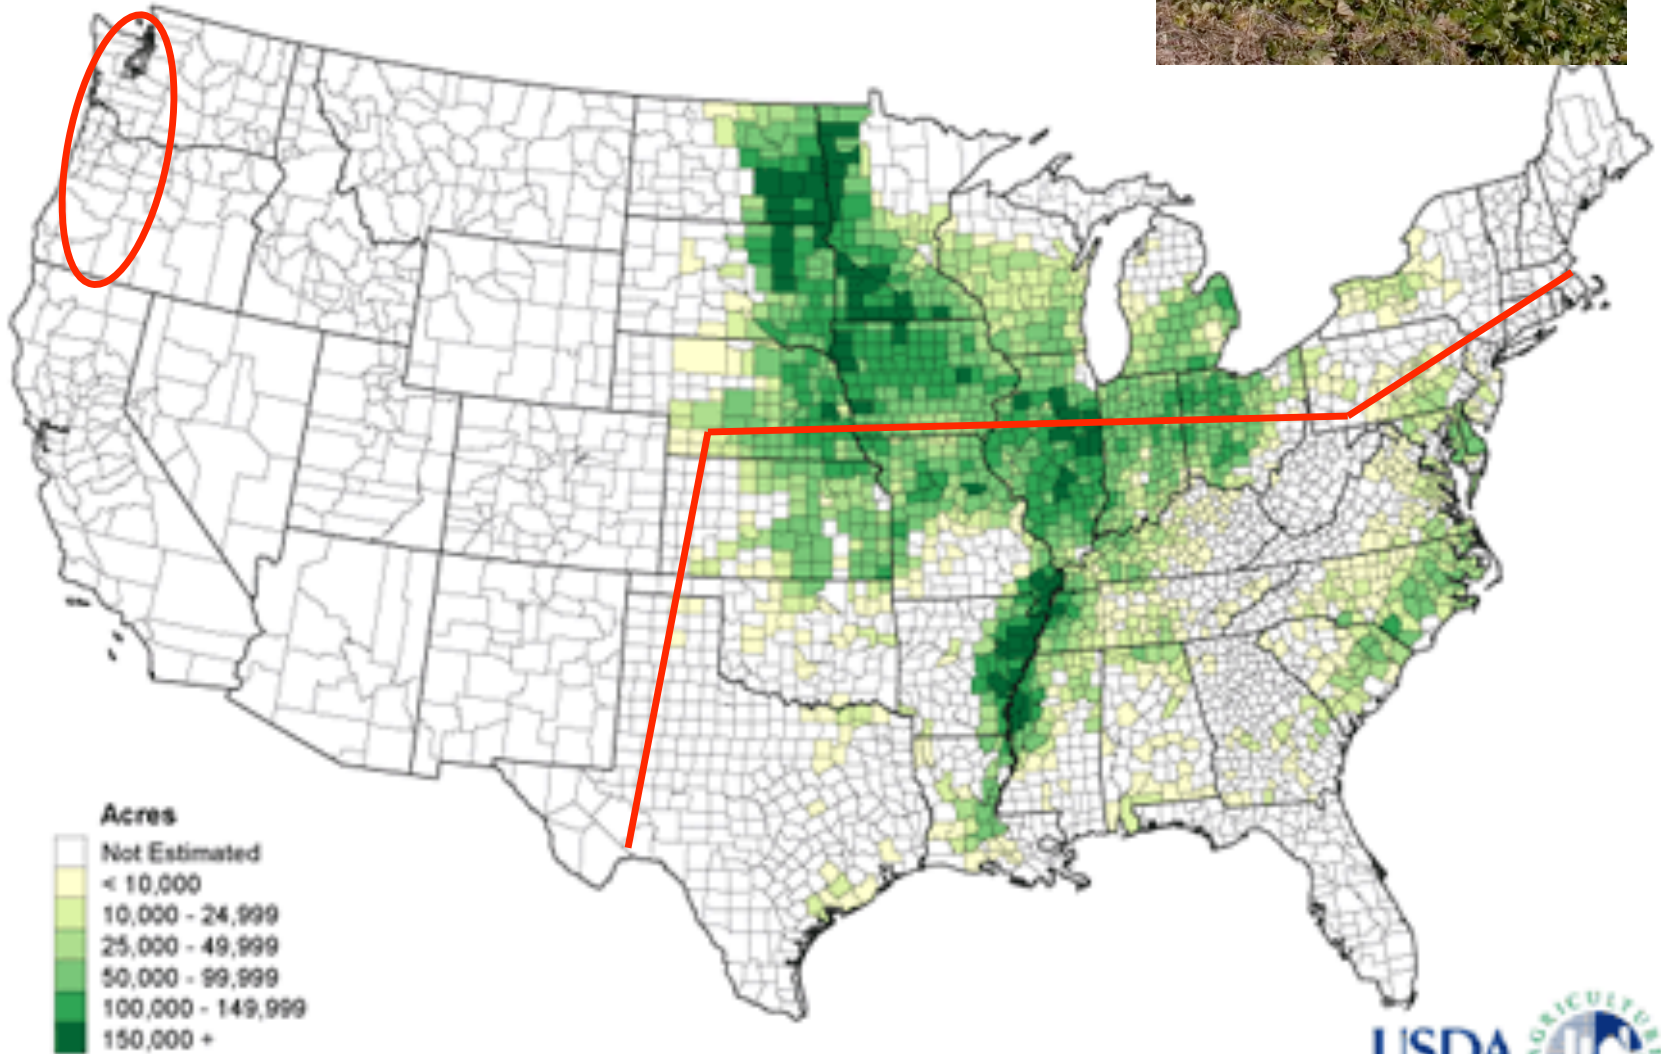 Acres
Not Estimated
< 10,000
10,000 - 24,999
25,000 - 49,999
50,000 - 99,999
100,000 - 149,999
150,000 +
USDA